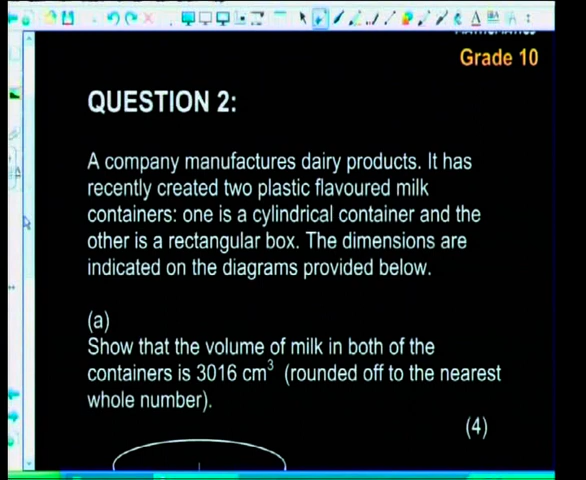 Grade 10
QUESTION 2:
A company manufactures dairy products. It has
recently created two plastic flavoured milk
containers: one is a cylindrical container and the
other is a rectangular box. The dimensions are
indicated on the diagrams provided below.
(a)
Show that the volume of milk in both of the
containers is 3016 cm³ (rounded off to the nearest
whole number).
(4)